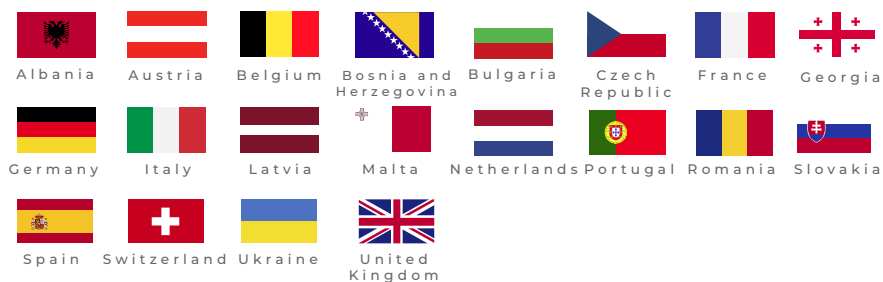 Albania
Austria
Belgium
Bosnia and
Herzegovina
Bulgaria
Czech
Republic
France
Georgia
Germany
Italy
Latvia
Malta
Netherlands
Portugal
Romania
Slovakia
Spain
Switzerland
Ukraine
United
Kingdom